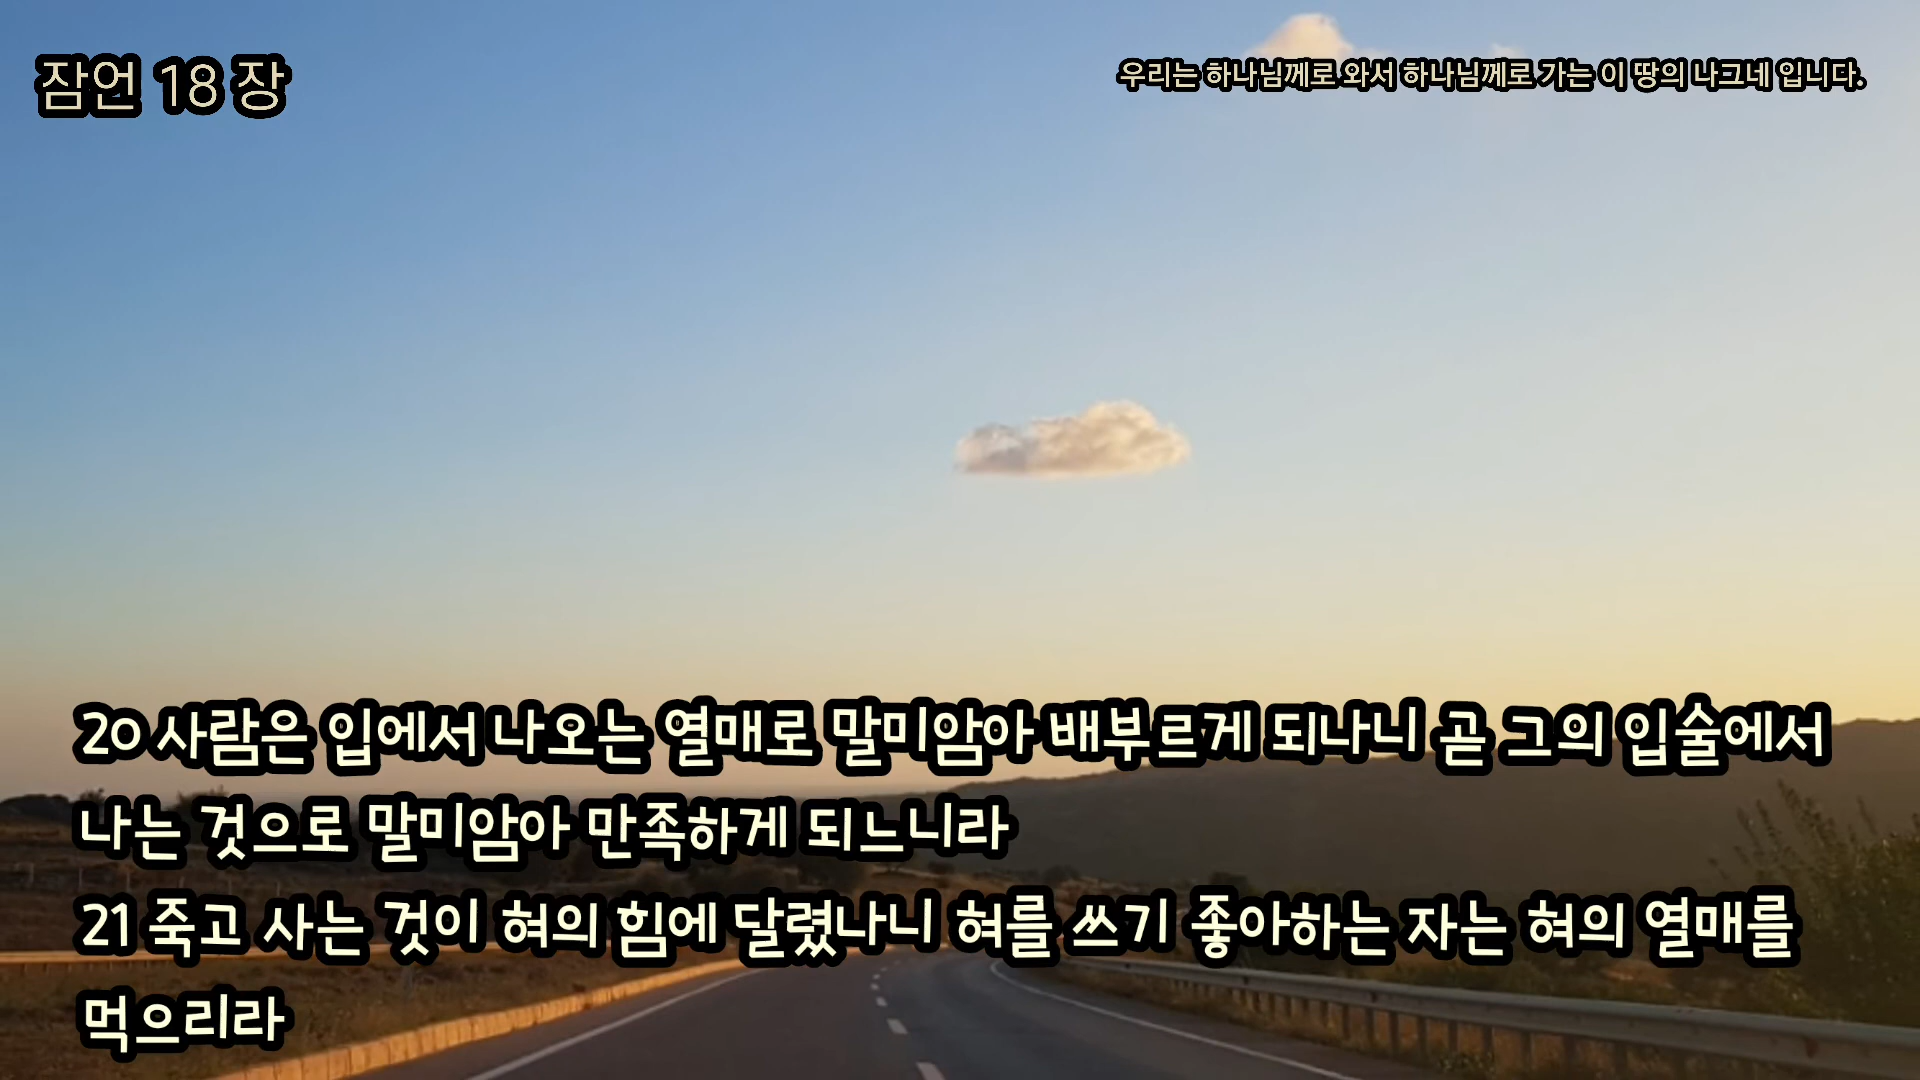 잠언 18 장
우리는 하나님께로 와서 하나님께로 가는 이 땅의 나그네 입니다.
20 사람은 입에서 나오는 열매로 말미암아 배부르게 되나니 곧 그의 입술에서
나는 것으로 말미암아 만족하게 되느니라
21 죽고 사는 것이 혀의 힘에 달렸나니 혀를 쓰기 좋아하는 자는 혀의 열매를
먹으리라